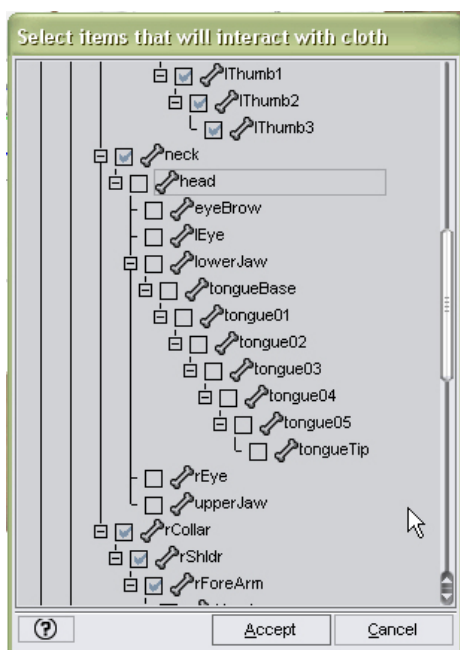 Select items that will interact with cloth
lThumb1
lThumb2
lThumb3
neck
head
eyeBrow
lEye
lowerJaw
tongueBase
tongue01
tongue02
tongue03
tongue04
tongue05
tongueTip
rEye
upperJaw
rCollar
rShldr
rForeArm
? Accept Cancel